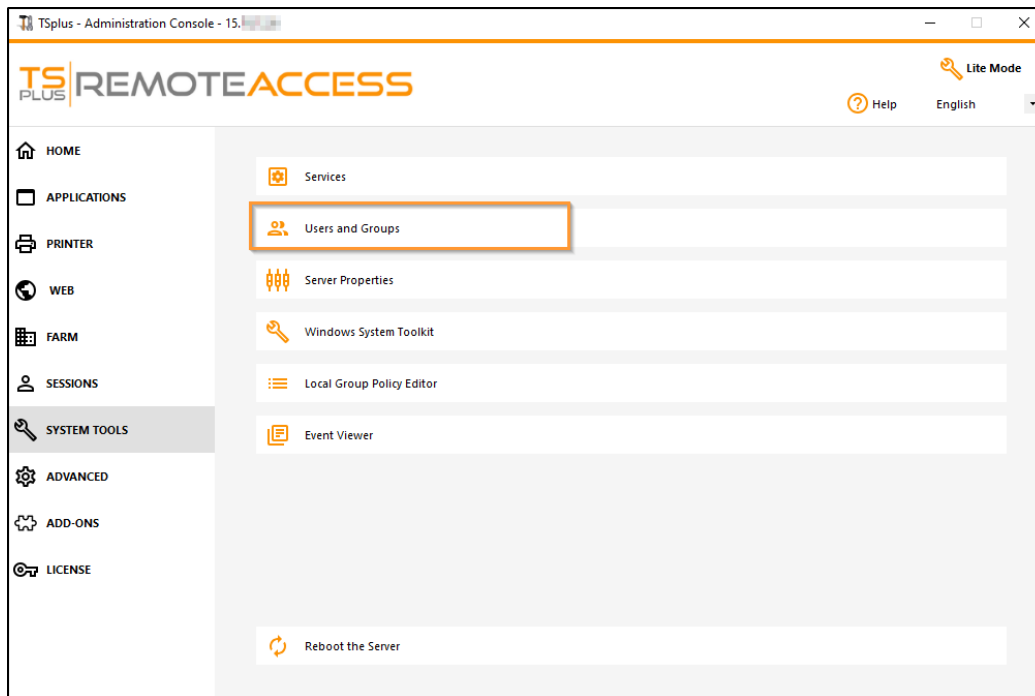 TSplus - Administration Console - 15.
TS PLUS REMOTEACCESS
Lite Mode
Help English
HOME
APPLICATIONS
PRINTER
WEB
FARM
SESSIONS
SYSTEM TOOLS
ADVANCED
ADD-ONS
LICENSE
Services
Users and Groups
Server Properties
Windows System Toolkit
Local Group Policy Editor
Event Viewer
Reboot the Server